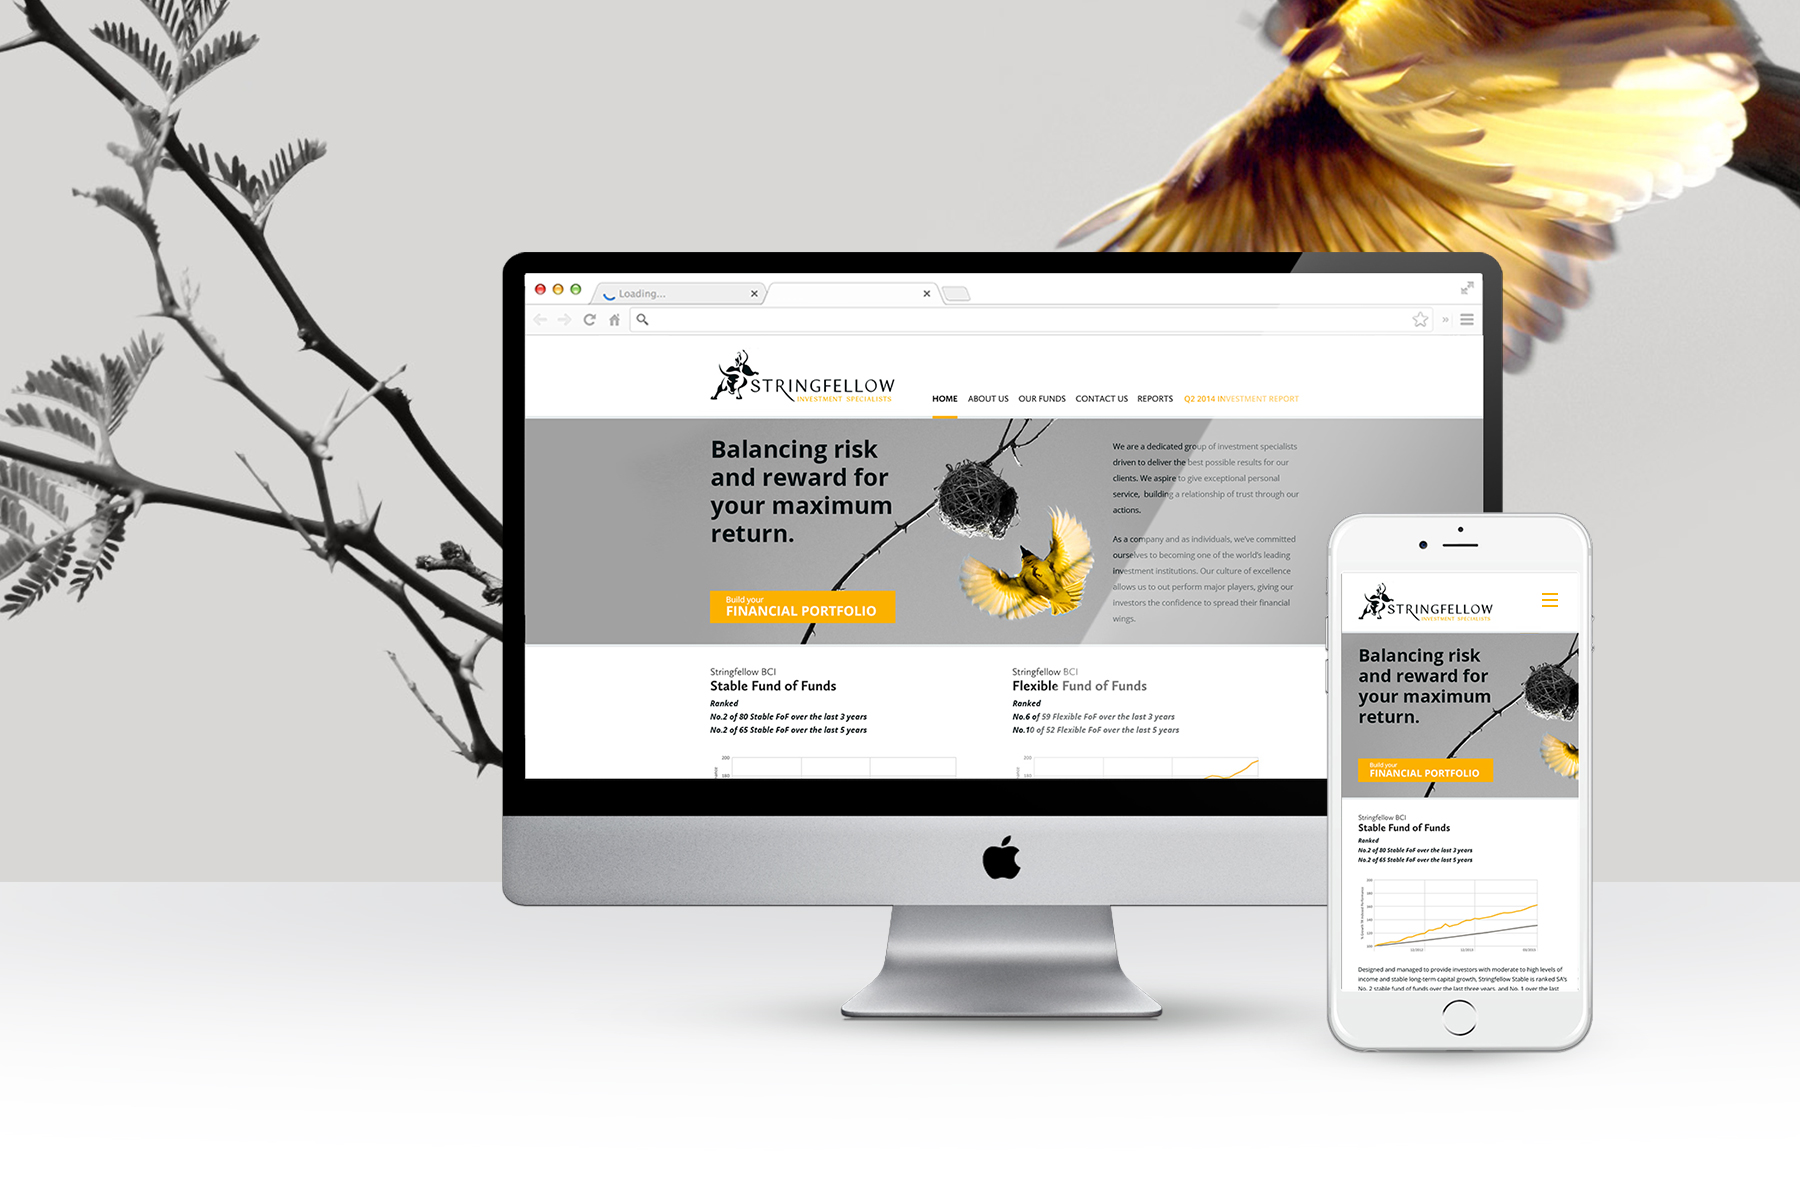 Loading...
STRINGFELLOW
INVESTMENT SPECIALISTS
HOME ABOUT US OUR FUNDS CONTACT US REPORTS Q2 2014 INVESTMENT REPORT
Balancing risk
and reward for
your maximum
return.
Build your
FINANCIAL PORTFOLIO
We are a dedicated group of investment specialists
driven to deliver the best possible results for our
clients. We aspire to give exceptional personal
service, building a relationship of trust through our
actions.
As a company and as individuals, we've committed
ourselves to becoming one of the world's leading
investment institutions. Our culture of excellence
allows us to out perform major players, giving our
investors the confidence to spread their financial
wings.
Stringfellow BCI
Stable Fund of Funds
Ranked
No.2 of 80 Stable FoF over the last 3 years
No.2 of 65 Stable FoF over the last 5 years
200
180
Stringfellow BCI
Flexible Fund of Funds
Ranked
No.6 of 59 Flexible FoF over the last 3 years
No.10 of 52 Flexible FoF over the last 5 years
200
180
STRINGFELLOW
INVESTMENT SPECIALISTS
Balancing risk
and reward for
your maximum
return.
Build your
FINANCIAL PORTFOLIO
Stringfellow BCI
Stable Fund of Funds
Ranked
No.2 of 80 Stable FoF over the last 3 years
No.2 of 65 Stable FoF over the last 5 years
200
180
160
140
120
100
Designed and managed to provide investors with moderate to high levels of
income and stable long-term capital growth, Stringfellow Stable is ranked SA's
No. 2 stable fund of funds over the last three years, and No. 1 over the last